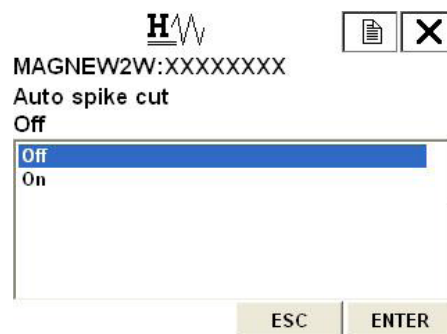 H
MAGNEW2W:XXXXXXXX
Auto spike cut
Off
Off
On
ESC ENTER